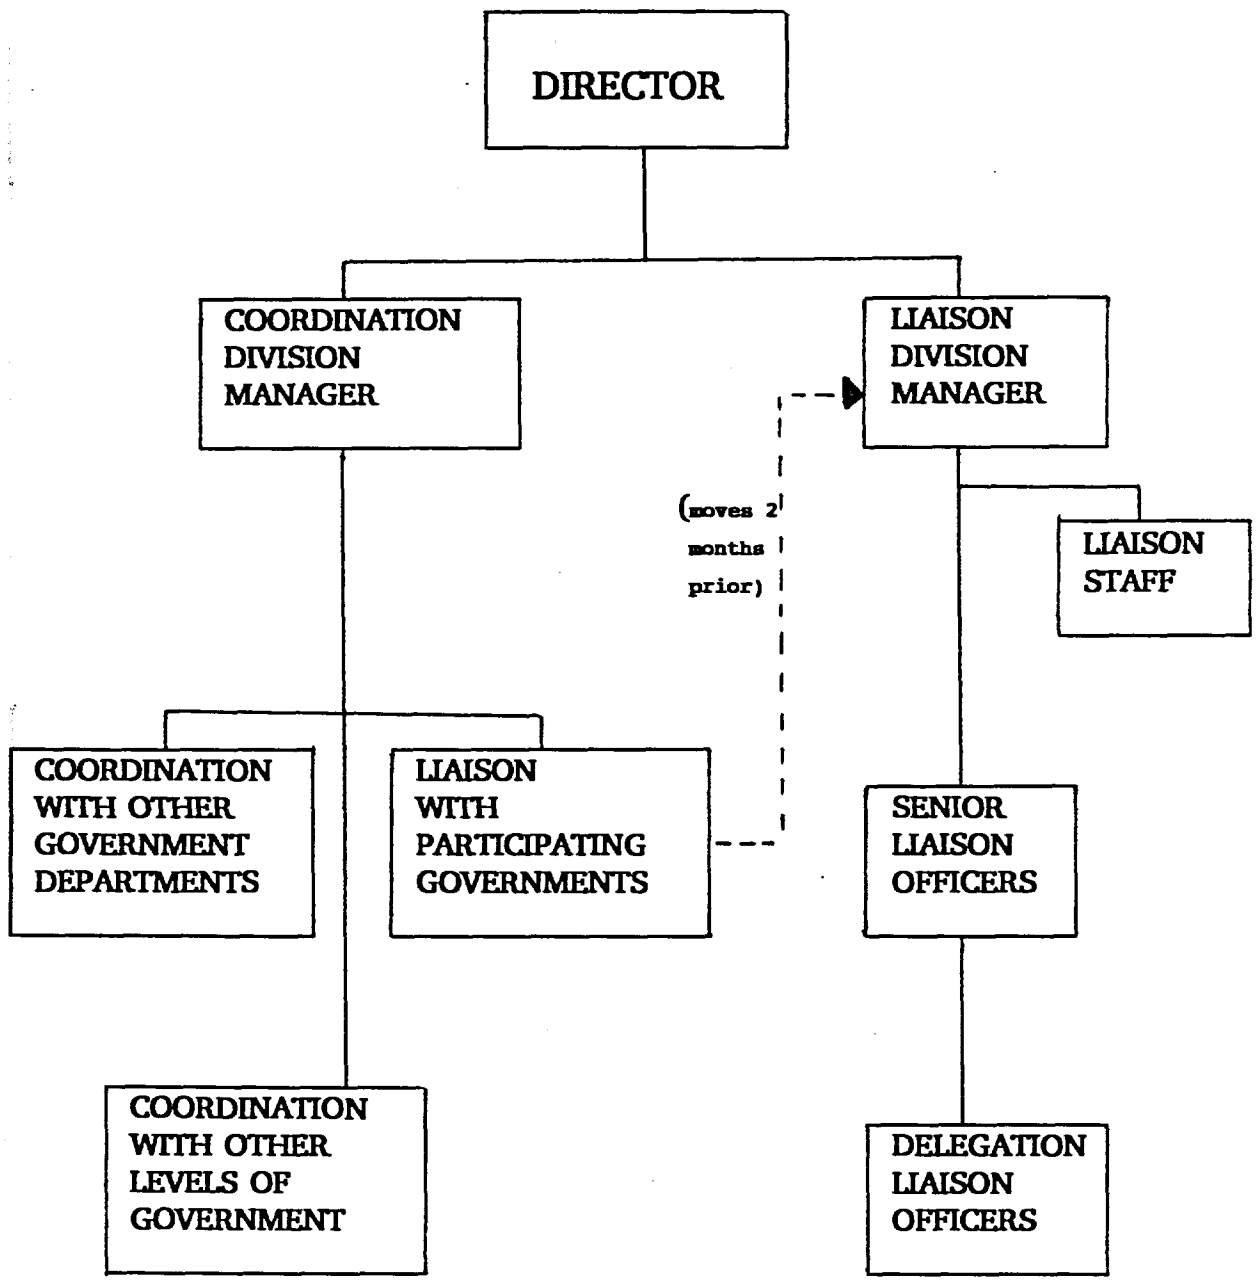 DIRECTOR
COORDINATION
DIVISION
MANAGER
LIAISON
DIVISION
MANAGER
(moves 2
months
prior)
LIAISON
STAFF
COORDINATION
WITH OTHER
GOVERNMENT
DEPARTMENTS
LIAISON
WITH
PARTICIPATING
GOVERNMENTS
SENIOR
LIAISON
OFFICERS
COORDINATION
WITH OTHER
LEVELS OF
GOVERNMENT
DELEGATION
LIAISON
OFFICERS